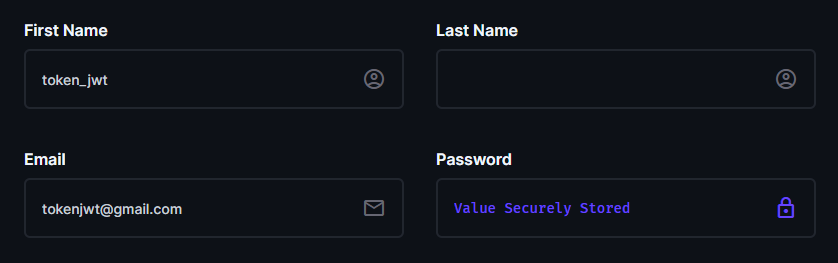 First Name
Last Name
token_jwt
Email
Password
tokenjwt@gmail.com
Value Securely Stored